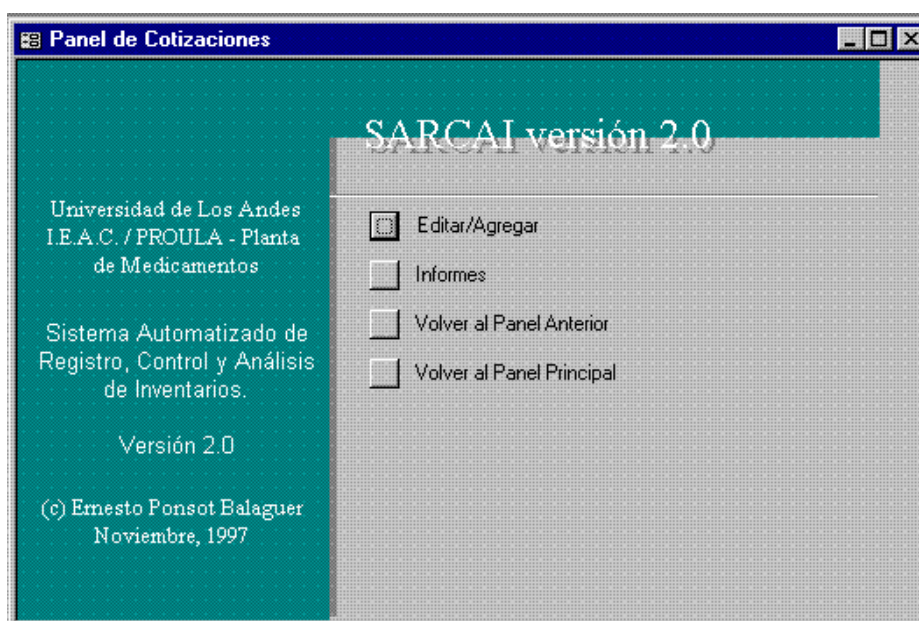 Panel de Cotizaciones
SARCAI versión 2.0
Universidad de Los Andes
I.E.A.C. / PROULA - Planta
de Medicamentos
Sistema Automatizado de
Registro, Control y Análisis
de Inventarios.
Versión 2.0
(c) Ernesto Ponsot Balaguer
Noviembre, 1997
Editar/Agregar
Informes
Volver al Panel Anterior
Volver al Panel Principal